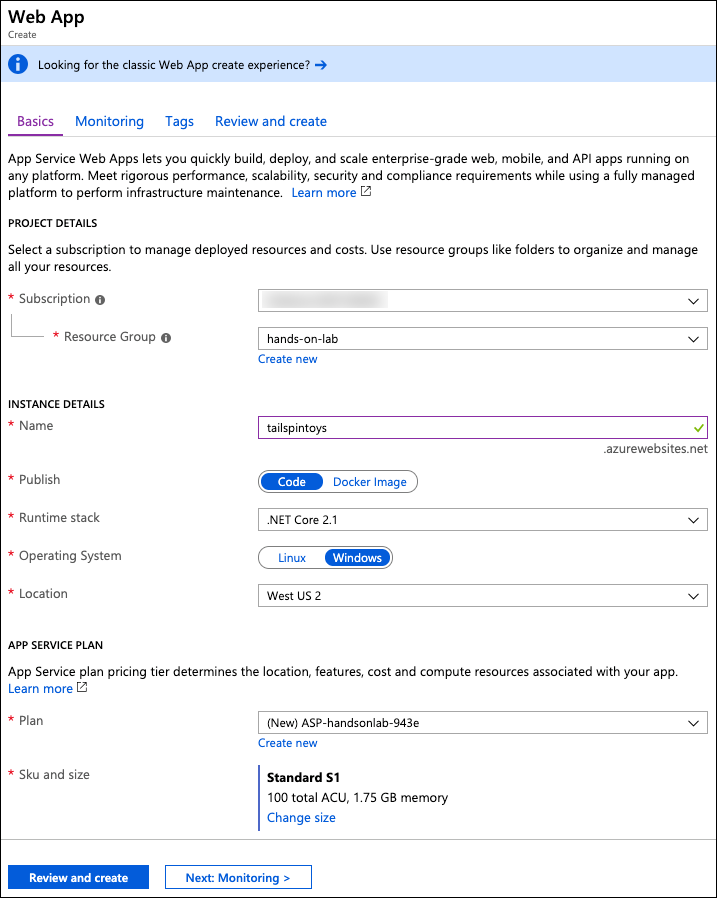 Web App
Create
Looking for the classic Web App create experience? →
Basics Monitoring Tags Review and create
App Service Web Apps lets you quickly build, deploy, and scale enterprise-grade web, mobile, and API apps running on
any platform. Meet rigorous performance, scalability, security and compliance requirements while using a fully managed
platform to perform infrastructure maintenance. Learn more
PROJECT DETAILS
Select a subscription to manage deployed resources and costs. Use resource groups like folders to organize and manage
all your resources.
* Subscription
* Resource Group hands-on-lab
Create new
INSTANCE DETAILS
* Name tailspintoys
.azurewebsites.net
* Publish Code Docker Image
* Runtime stack .NET Core 2.1
* Operating System Linux Windows
* Location West US 2
APP SERVICE PLAN
App Service plan pricing tier determines the location, features, cost and compute resources associated with your app.
Learn more
* Plan (New) ASP-handsonlab-943e
Create new
* Sku and size Standard S1
100 total ACU, 1.75 GB memory
Change size
Review and create Next: Monitoring >